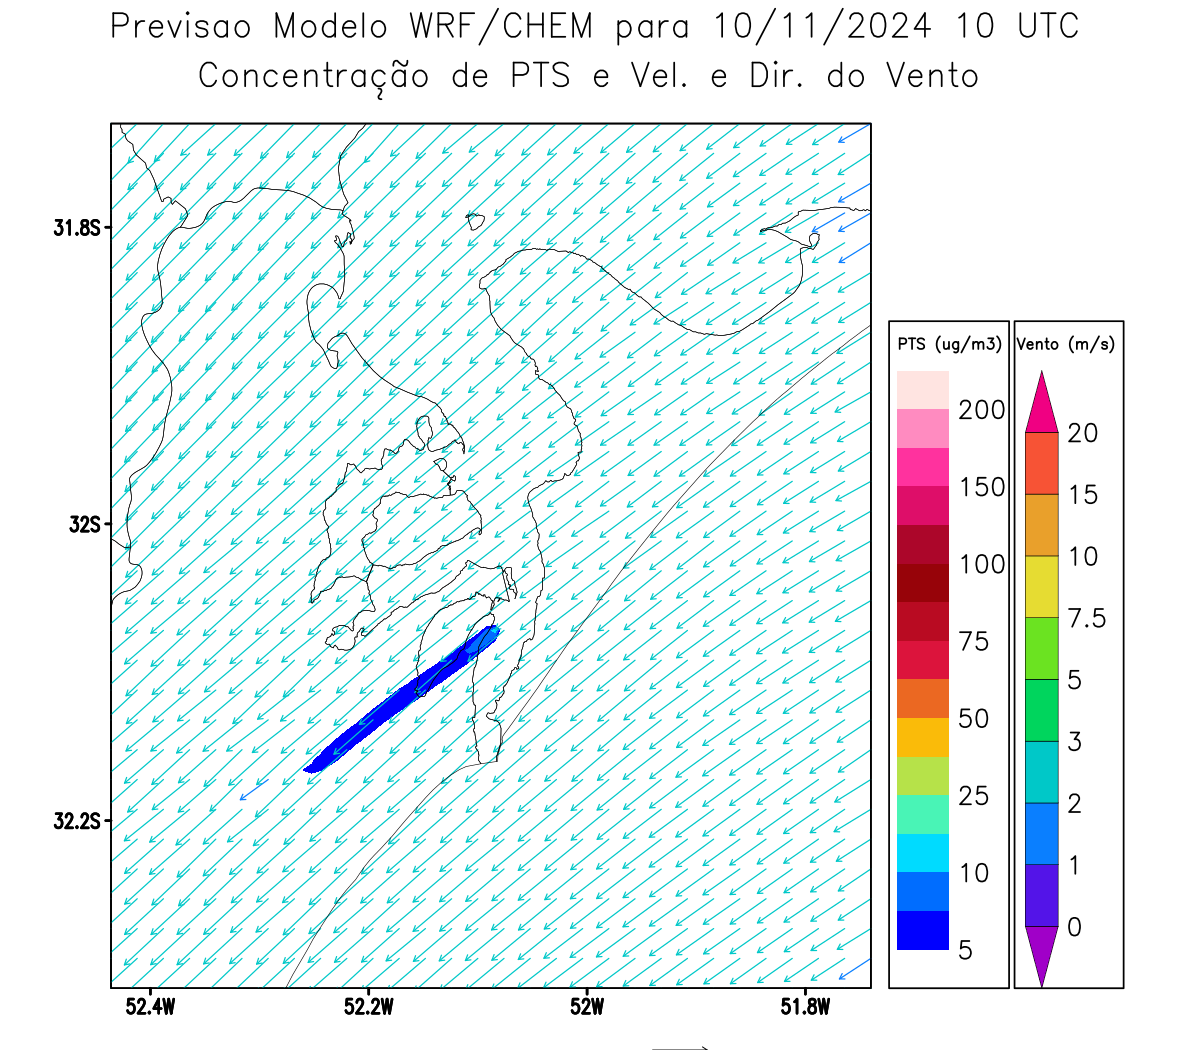 Previsao Modelo WRF/CHEM para 10/11/2024 10 UTC
Concentração de PTS e Vel. e Dir. do Vento
31.8S
32S
32.2S
52.4W
52.2W
52W
51.8W
PTS (ug/m3)
200
150
100
75
50
25
10
5
Vento (m/s)
20
15
10
7.5
5
3
2
1
0